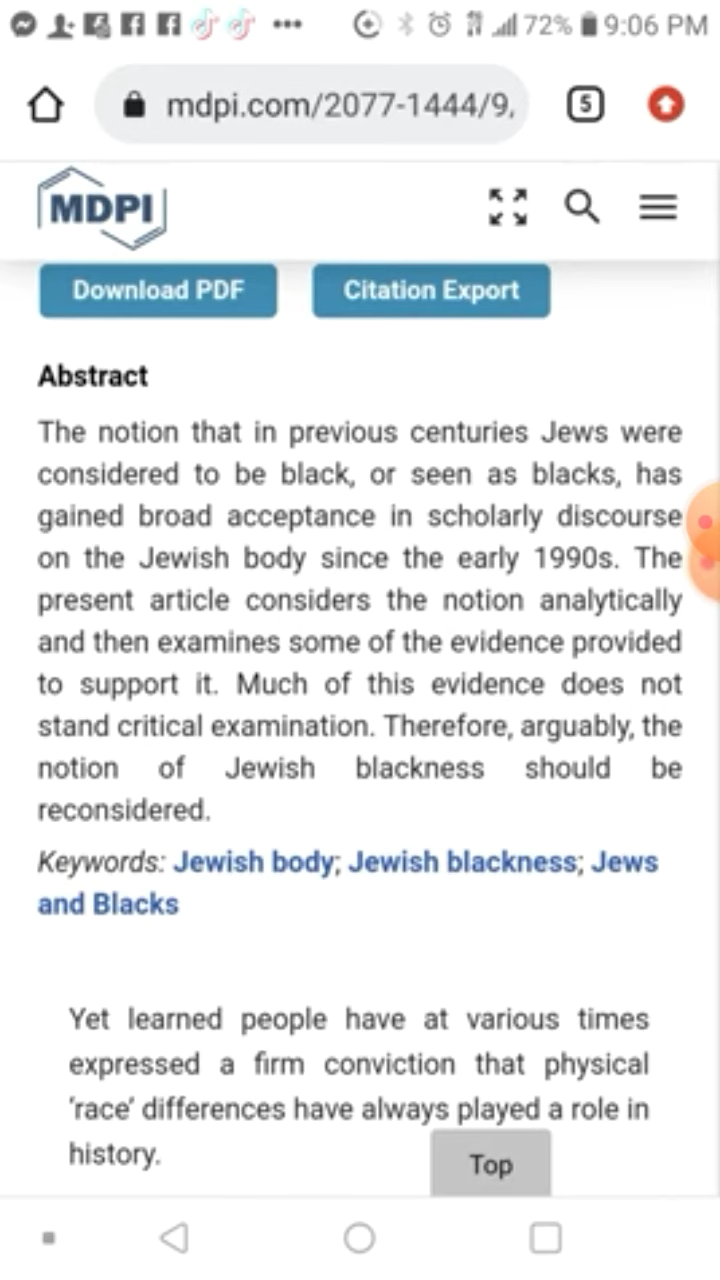 72% 9:06 PM
mdpi.com/2077-1444/9, 5
MDPI
Download PDF Citation Export
Abstract
The notion that in previous centuries Jews were
considered to be black, or seen as blacks, has
gained broad acceptance in scholarly discourse
on the Jewish body since the early 1990s. The
present article considers the notion analytically
and then examines some of the evidence provided
to support it. Much of this evidence does not
stand critical examination. Therefore, arguably, the
notion of Jewish blackness should be
reconsidered.
Keywords: Jewish body; Jewish blackness; Jews
and Blacks
Yet learned people have at various times
expressed a firm conviction that physical
'race' differences have always played a role in
history.
Top